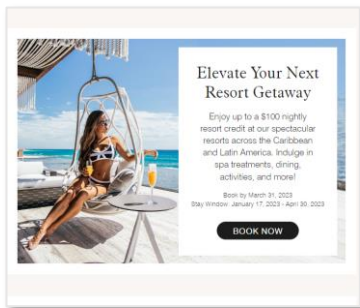 Elevate Your Next
Resort Getaway
Enjoy up to a $100 nightly
resort credit at our spectacular
resorts across the Caribbean
and Latin America. Indulge in
spa treatments, dining,
activities, and more!
Book by March 31, 2023
Stay Window: January 17, 2023 - April 30, 2023
BOOK NOW